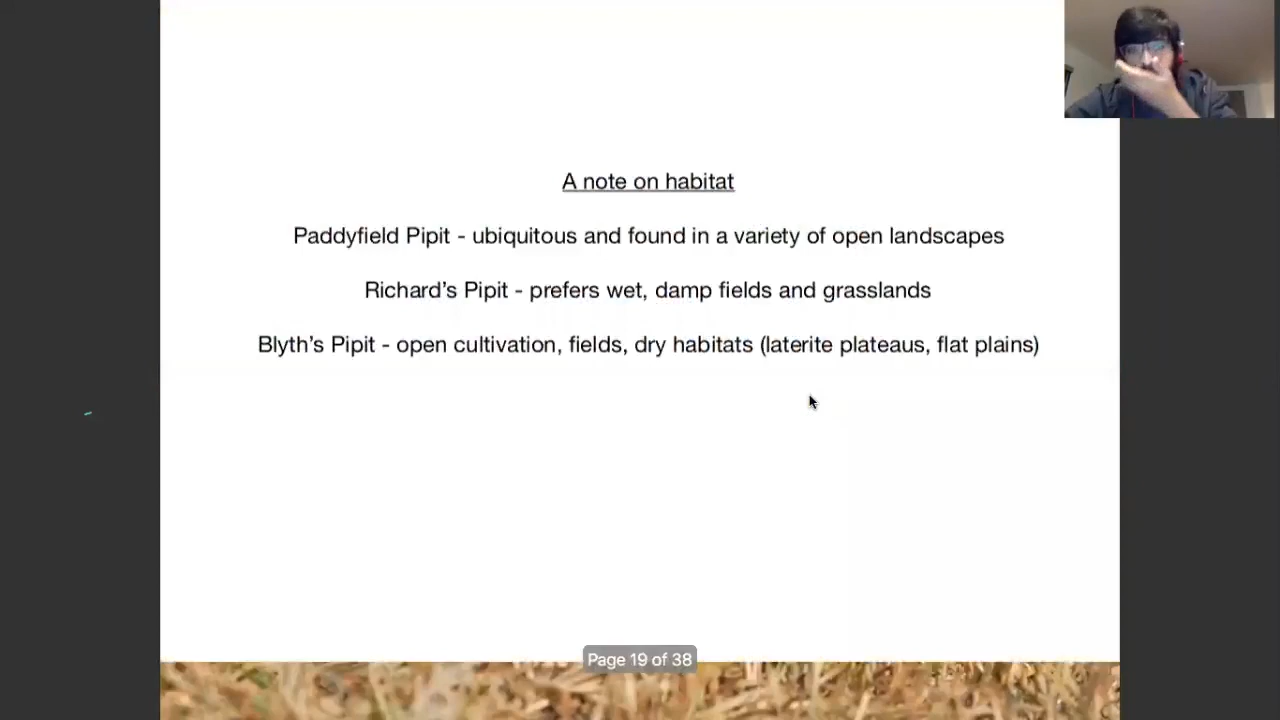 A note on habitat
Paddyfield Pipit - ubiquitous and found in a variety of open landscapes
Richard’s Pipit - prefers wet, damp fields and grasslands
Blyth’s Pipit - open cultivation, fields, dry habitats (laterite plateaus, flat plains)
Page 19 of 38